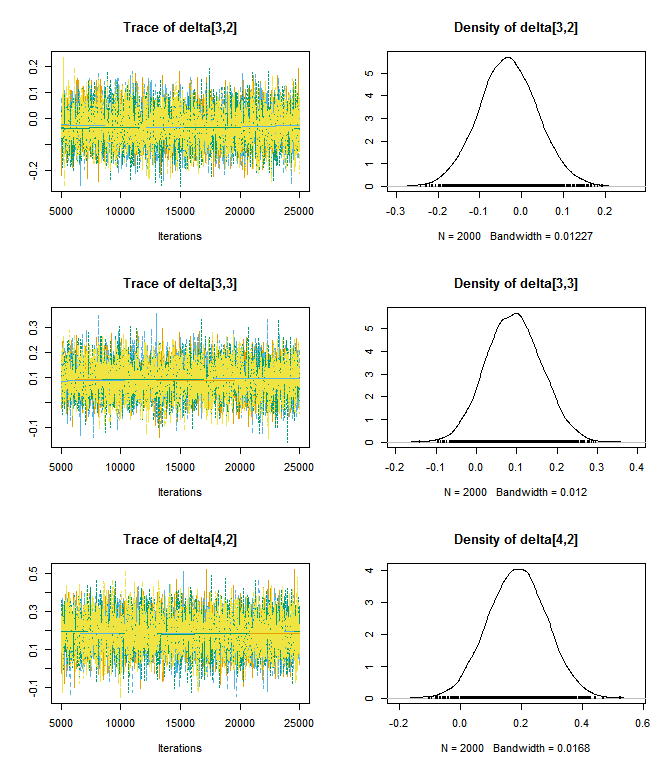 Trace of delta[3,2]
Density of delta[3,2]
0.2
0.1
0.0
-0.2
5000 10000 15000 20000 25000
Iterations
5
4
3
2
1
0
-0.3 -0.2 -0.1 0.0 0.1 0.2
N = 2000 Bandwidth = 0.01227
Trace of delta[3,3]
Density of delta[3,3]
0.3
0.2
0.1
-0.1
5000 10000 15000 20000 25000
Iterations
5
4
3
2
1
0
-0.2 -0.1 0.0 0.1 0.2 0.3 0.4
N = 2000 Bandwidth = 0.012
Trace of delta[4,2]
Density of delta[4,2]
0.5
0.3
0.1
-0.1
5000 10000 15000 20000 25000
Iterations
4
3
2
1
0
-0.2 0.0 0.2 0.4 0.6
N = 2000 Bandwidth = 0.0168